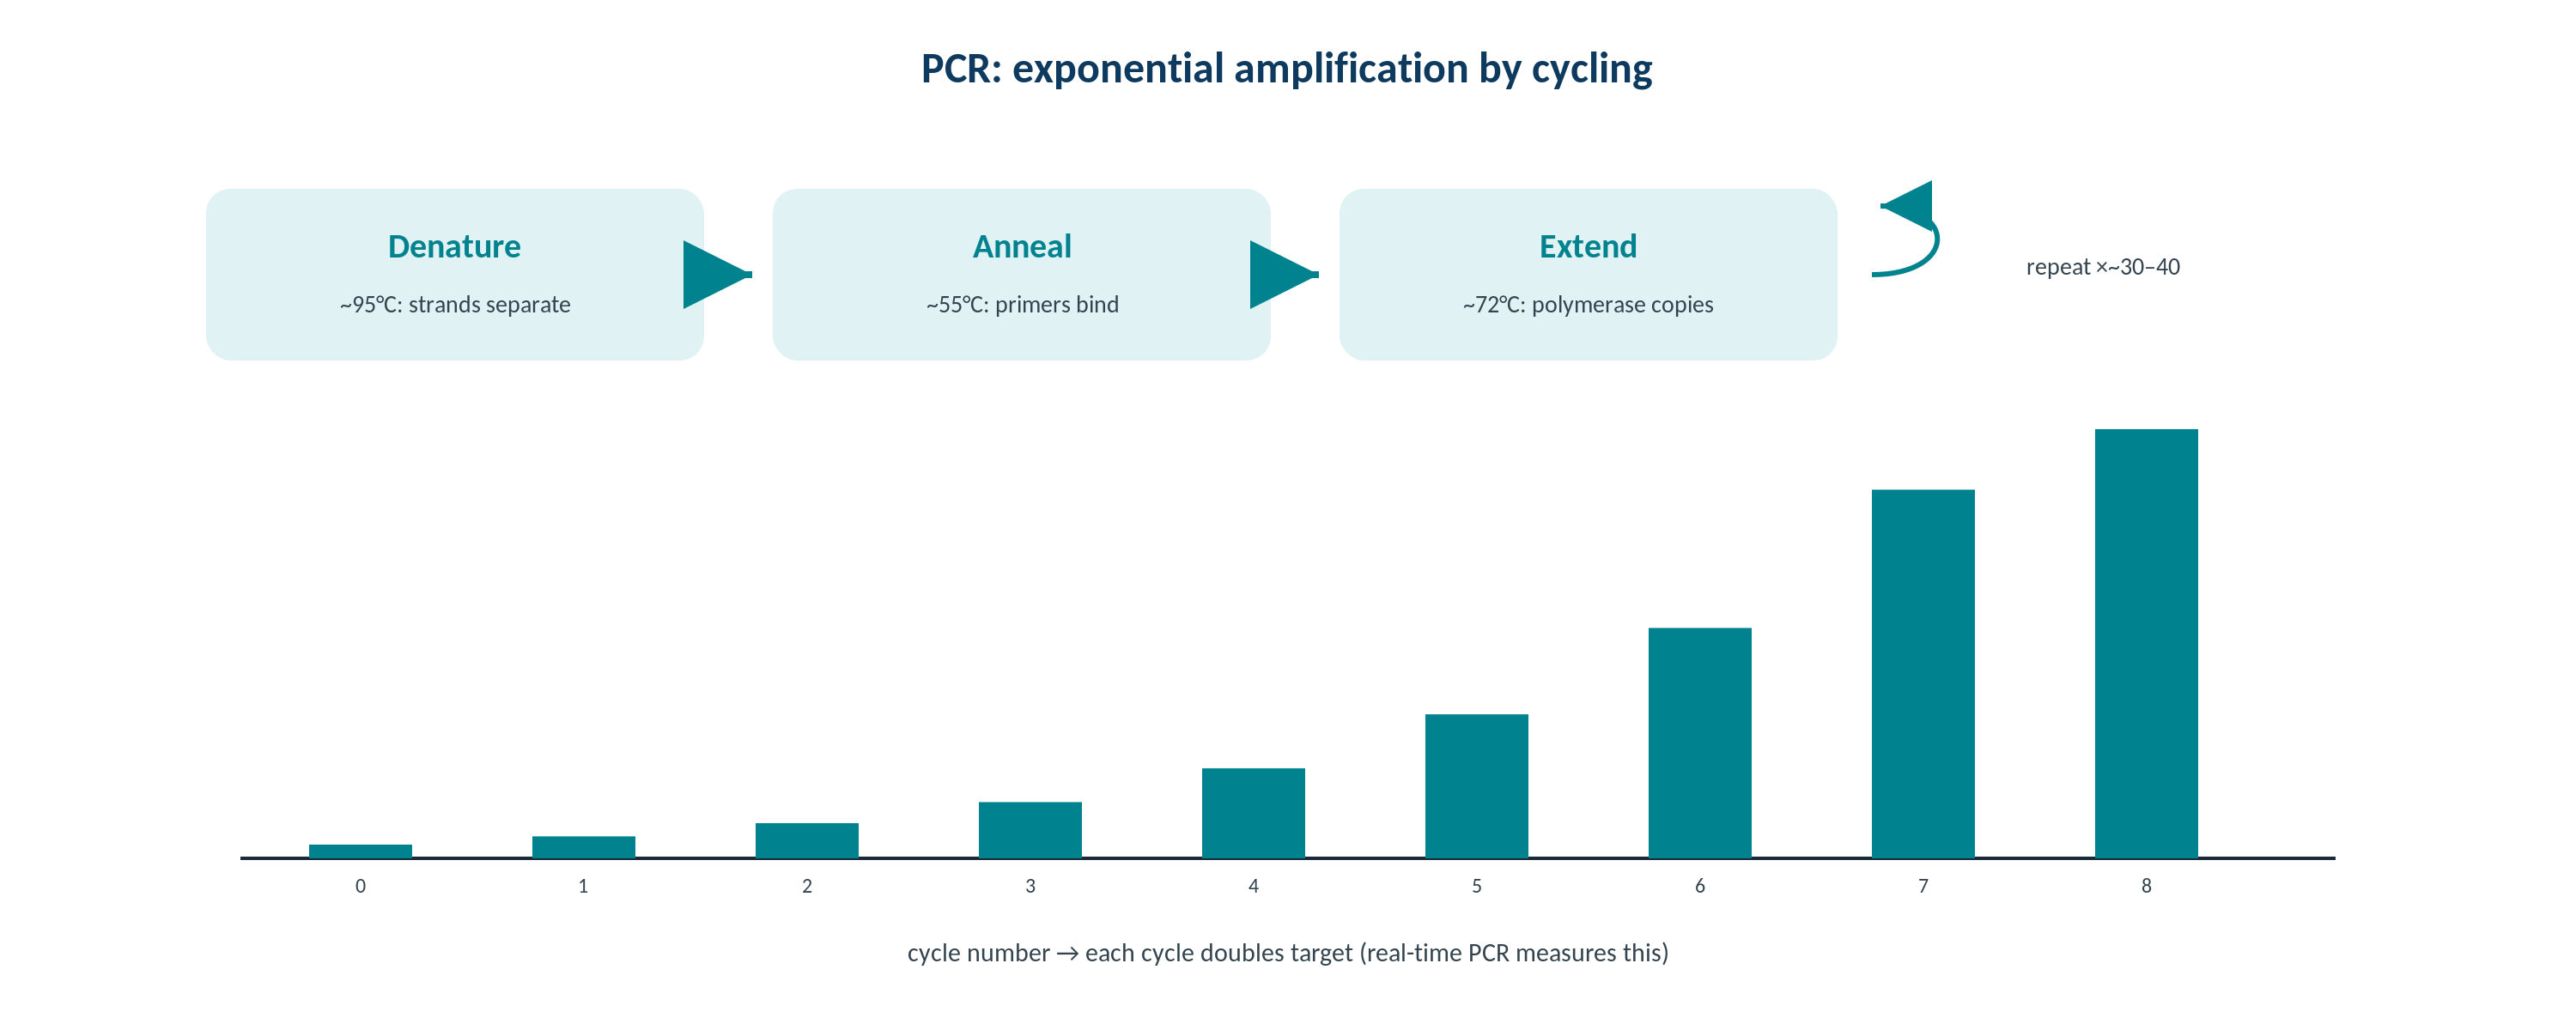 PCR: exponential amplification by cycling
Denature
~95°C: strands separate
Anneal
~55°C: primers bind
Extend
~72°C: polymerase copies
repeat ×~30–40
0 1 2 3 4 5 6 7 8
cycle number → each cycle doubles target (real-time PCR measures this)